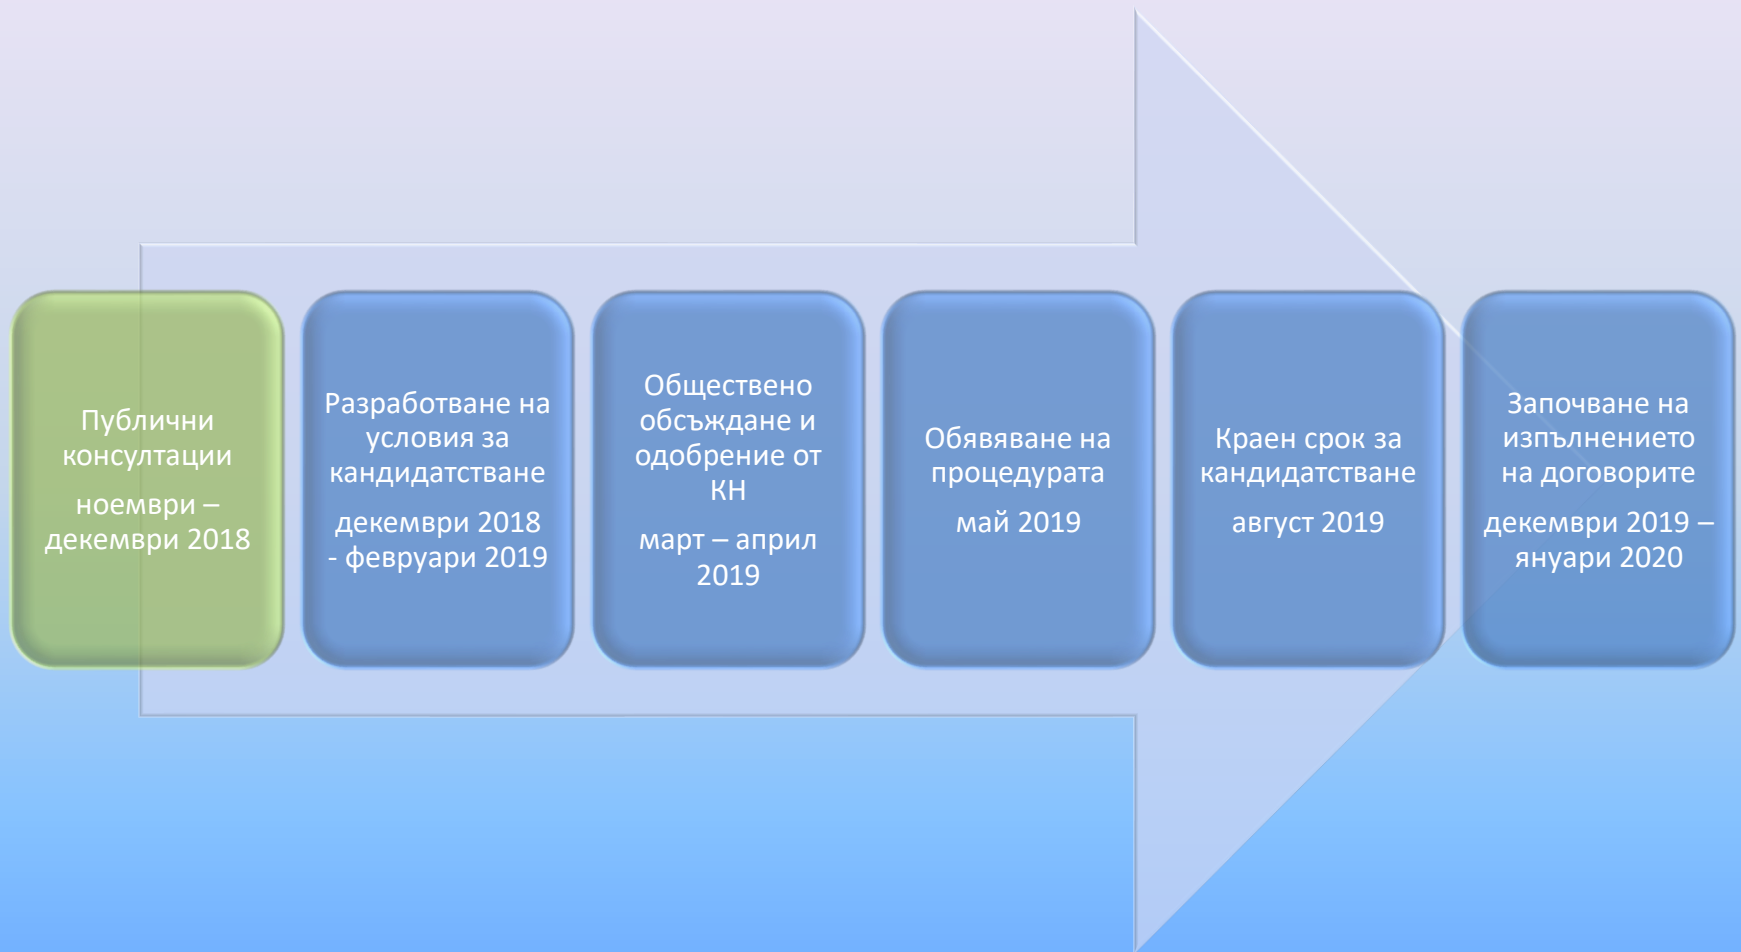 Публични
консултации
ноември –
декември 2018
Разработване на
условия за
кандидатстване
декември 2018
- февруари 2019
Обществено
обсъждане и
одобрение от
КН
март – април
2019
Обявяване на
процедурата
май 2019
Краен срок за
кандидатстване
август 2019
Започване на
изпълнението
на договорите
декември 2019 –
януари 2020